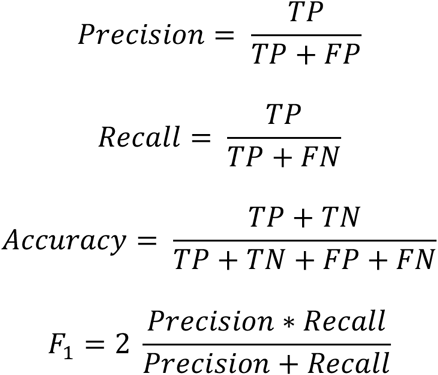 Precision = TP / TP + FP
Recall = TP / TP + FN
Accuracy = TP + TN / TP + TN + FP + FN
F₁ = 2 Precision * Recall / Precision + Recall